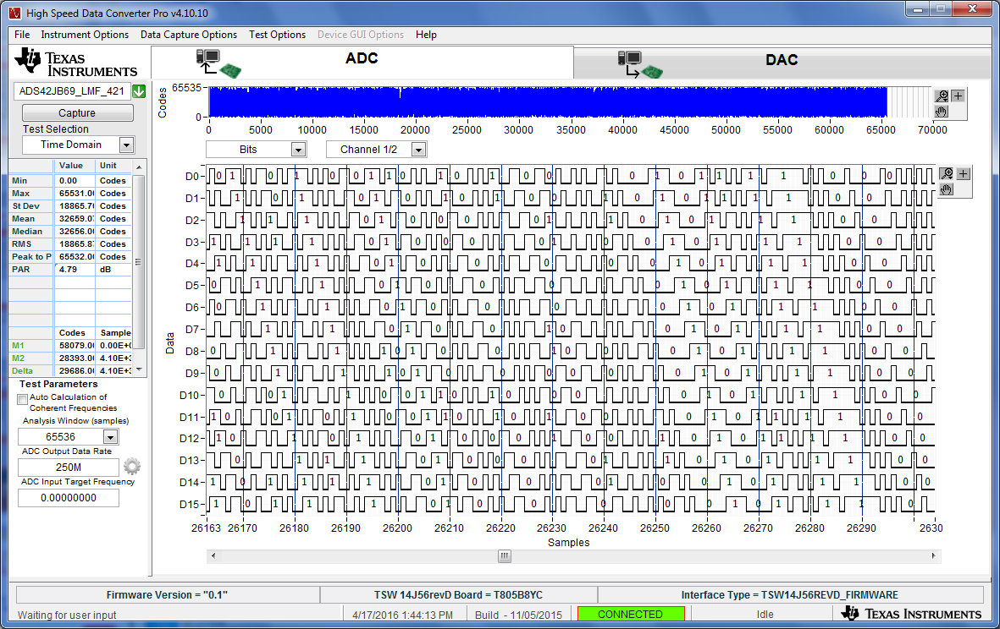 High Speed Data Converter Pro v4.10.10
File Instrument Options Data Capture Options Test Options Device GUI Options Help
TEXAS INSTRUMENTS
ADC
DAC
ADS42JB69_LMF_421
Capture
Test Selection
Time Domain
Value Unit
Min 0.00 Codes
Max 65531.00 Codes
St Dev 18865.70 Codes
Mean 32659.07 Codes
Median 32656.00 Codes
RMS 18865.87 Codes
Peak to P 65532.00 Codes
PAR 4.79 dB
Codes Sample
M1 58079.00 0.00E+0
M2 28393.00 4.10E+3
Delta 29686.00 4.10E+3
Test Parameters
Auto Calculation of
Coherent Frequencies
Analysis Window (samples)
65536
ADC Output Data Rate
250M
ADC Input Target Frequency
0.00000000
Codes
65535
0
0 5000 10000 15000 20000 25000 30000 35000 40000 45000 50000 55000 60000 65000 70000
Bits
Channel 1/2
Data
D0
D1
D2
D3
D4
D5
D6
D7
D8
D9
D10
D11
D12
D13
D14
D15
26163 26170 26180 26190 26200 26210 26220 26230 26240 26250 26260 26270 26280 26290 2630
Samples
Firmware Version = "0.1"
TSW 14J56revD Board = T805B8YC
Interface Type = TSW14J56REVD_FIRMWARE
Waiting for user input
4/17/2016 1:44:13 PM
Build - 11/05/2015
CONNECTED
Idle
TEXAS INSTRUMENTS